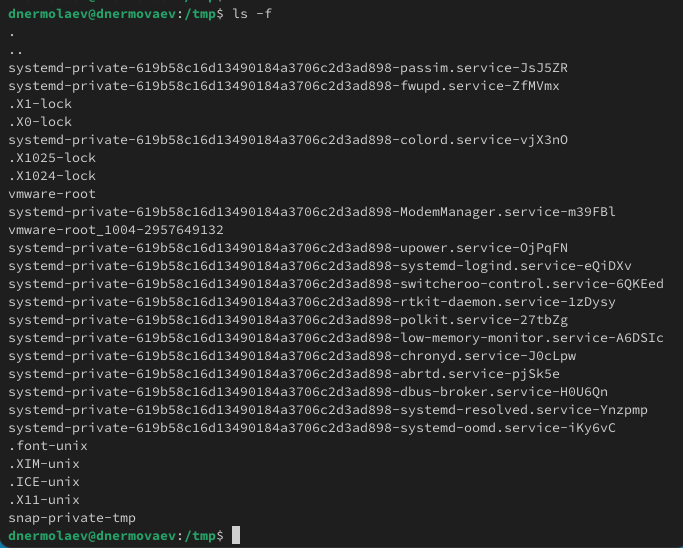 dnermolaev@dnermovaev:/tmp$ ls -f
.
..
systemd-private-619b58c16d13490184a3706c2d3ad898-passim.service-JsJ5ZR
systemd-private-619b58c16d13490184a3706c2d3ad898-fwupd.service-ZfMVmx
.X1-lock
.X0-lock
systemd-private-619b58c16d13490184a3706c2d3ad898-colord.service-vjX3nO
.X1025-lock
.X1024-lock
vmware-root
systemd-private-619b58c16d13490184a3706c2d3ad898-ModemManager.service-m39FBl
vmware-root_1004-2957649132
systemd-private-619b58c16d13490184a3706c2d3ad898-upower.service-OjPqFN
systemd-private-619b58c16d13490184a3706c2d3ad898-systemd-logind.service-eQiDXv
systemd-private-619b58c16d13490184a3706c2d3ad898-switcheroo-control.service-6QKEed
systemd-private-619b58c16d13490184a3706c2d3ad898-rtkit-daemon.service-1zDysy
systemd-private-619b58c16d13490184a3706c2d3ad898-polkit.service-27tbZg
systemd-private-619b58c16d13490184a3706c2d3ad898-low-memory-monitor.service-A6DSIc
systemd-private-619b58c16d13490184a3706c2d3ad898-chronyd.service-J0cLpw
systemd-private-619b58c16d13490184a3706c2d3ad898-abrtd.service-pjSk5e
systemd-private-619b58c16d13490184a3706c2d3ad898-dbus-broker.service-H0U6Qn
systemd-private-619b58c16d13490184a3706c2d3ad898-systemd-resolved.service-Ynzpmp
systemd-private-619b58c16d13490184a3706c2d3ad898-systemd-oomd.service-iKy6vC
.font-unix
.XIM-unix
.ICE-unix
.X11-unix
snap-private-tmp
dnermolaev@dnermovaev:/tmp$